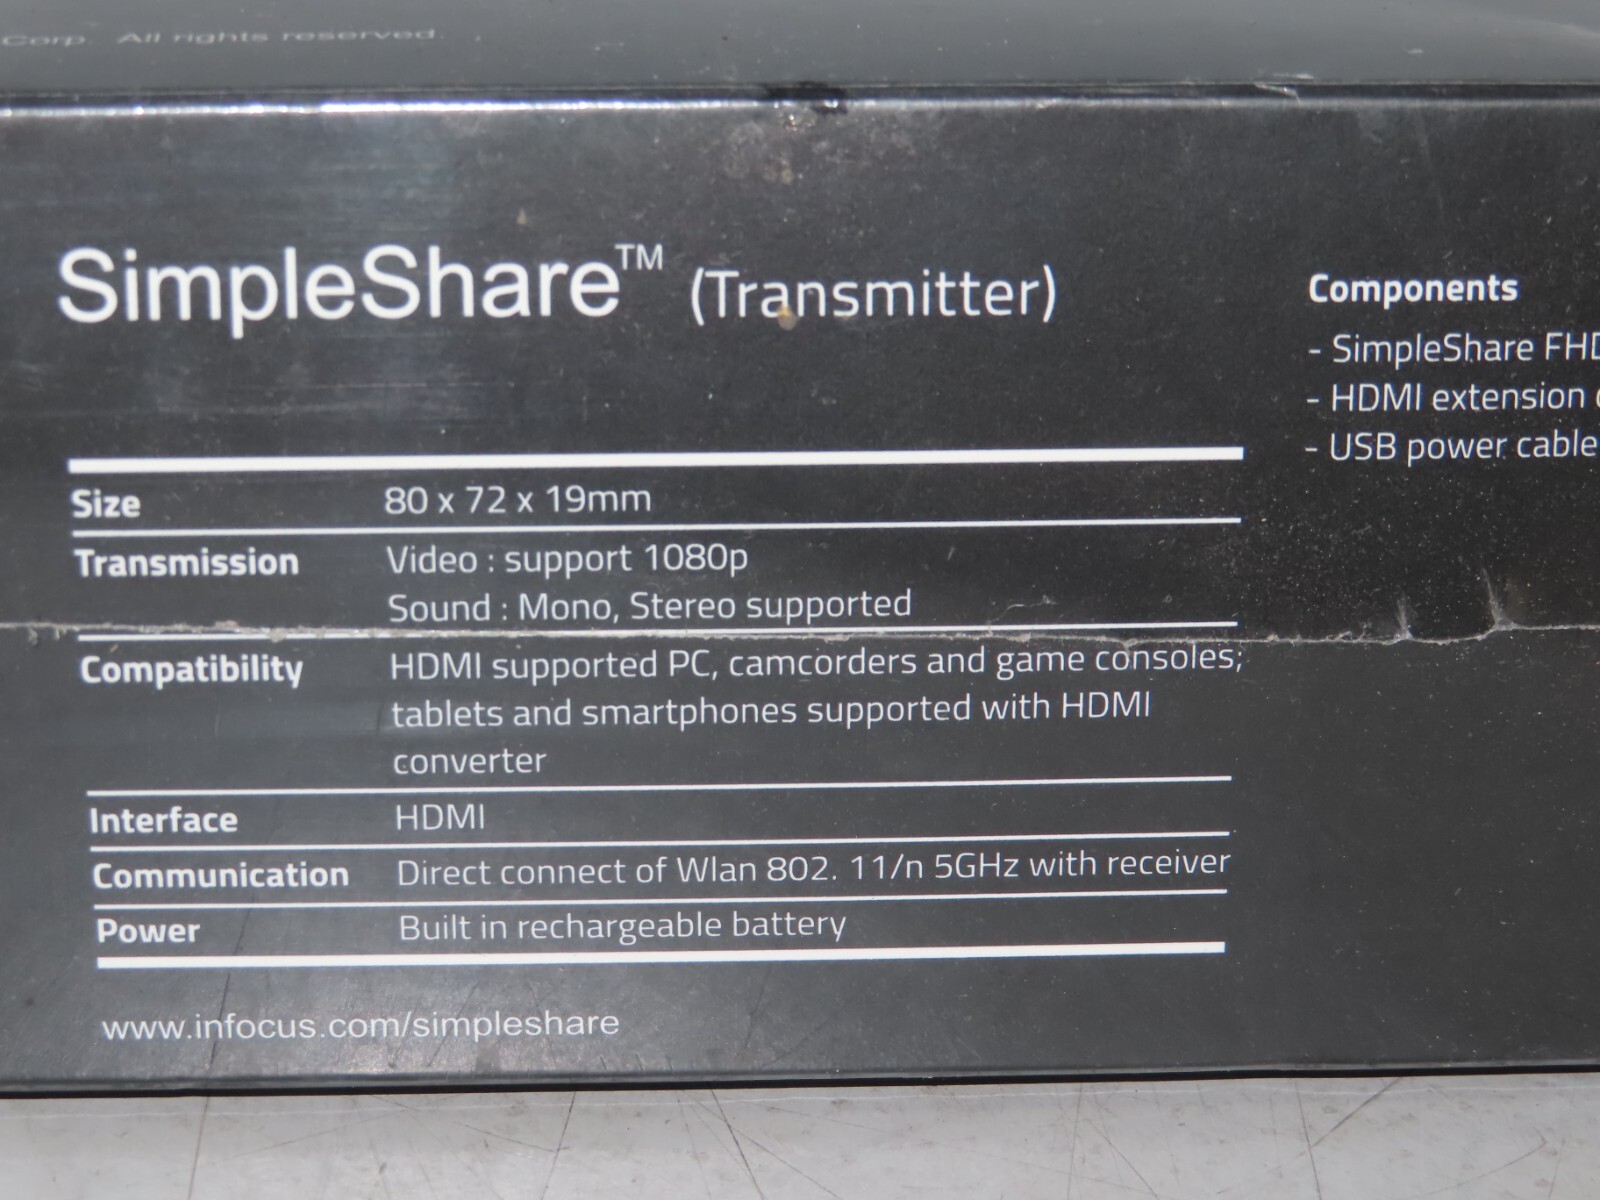 Corp. All rights reserved.
SimpleShare™ (Transmitter)
Size 80 x 72 x 19mm
Transmission Video : support 1080p
Sound : Mono, Stereo supported
Compatibility HDMI supported PC, camcorders and game consoles;
tablets and smartphones supported with HDMI
converter
Interface HDMI
Communication Direct connect of Wlan 802. 11/n 5GHz with receiver
Power Built in rechargeable battery
www.infocus.com/simpleshare
Components
- SimpleShare FHD
- HDMI extension
- USB power cable